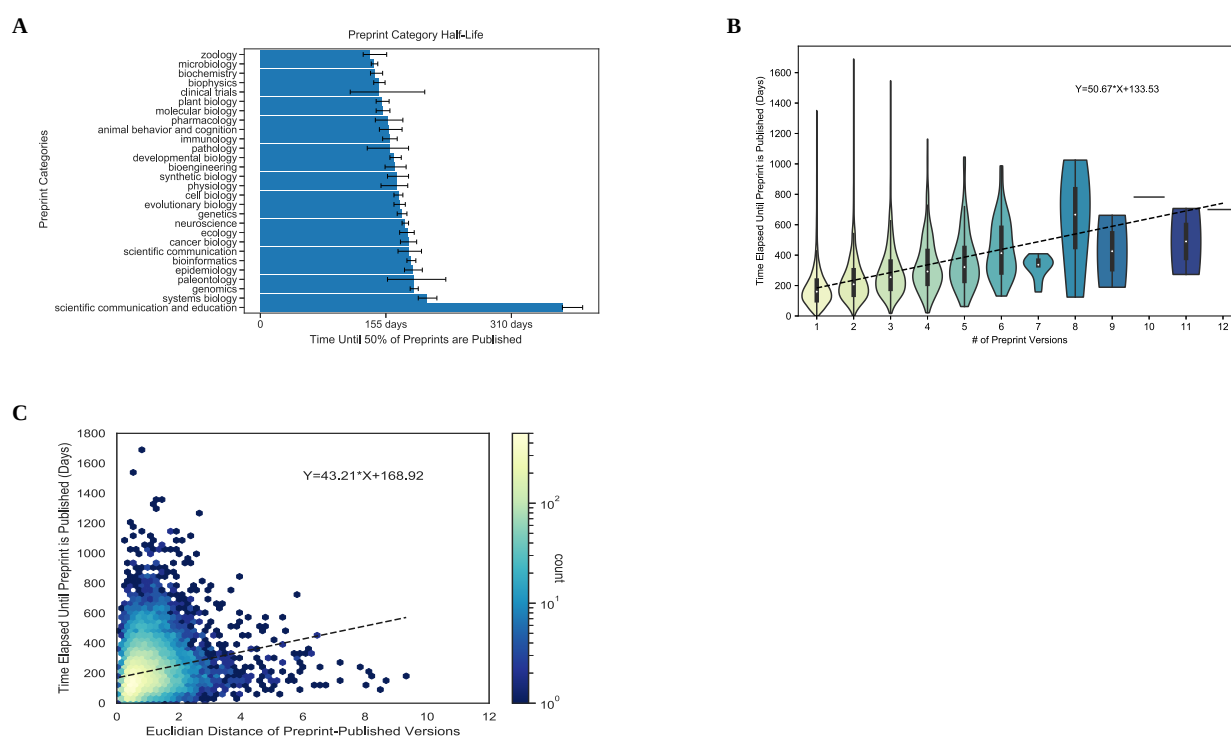 A
Preprint Category Half-Life
Preprint Categories
zoology
microbiology
biochemistry
biophysics
clinical trials
plant biology
molecular biology
pharmacology
animal behavior and cognition
immunology
pathology
developmental biology
bioengineering
synthetic biology
physiology
cell biology
evolutionary biology
genetics
neuroscience
ecology
cancer biology
scientific communication
bioinformatics
epidemiology
paleontology
genomics
systems biology
scientific communication and education
0 155 days 310 days
Time Until 50% of Preprints are Published
B
Time Elapsed Until Preprint is Published (Days)
1600
1400
1200
1000
800
600
400
200
0
Y=50.67*X+133.53
1 2 3 4 5 6 7 8 9 10 11 12
# of Preprint Versions
C
Time Elapsed Until Preprint is Published (Days)
1800
1600
1400
1200
1000
800
600
400
200
0
Y=43.21*X+168.92
0 2 4 6 8 10 12
Euclidian Distance of Preprint-Published Versions
10²
10¹
10⁰
count